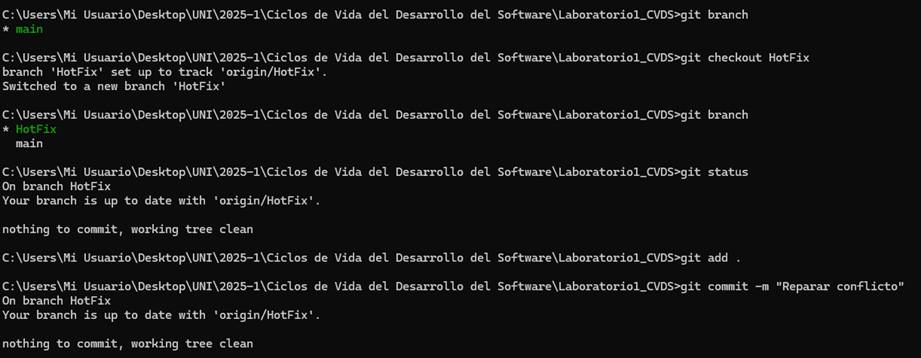 C:\Users\Mi Usuario\Desktop\UNI\2025-1\Ciclos de Vida del Desarrollo del Software\Laboratorio1_CVDS>git branch
* main
C:\Users\Mi Usuario\Desktop\UNI\2025-1\Ciclos de Vida del Desarrollo del Software\Laboratorio1_CVDS>git checkout HotFix
branch 'HotFix' set up to track 'origin/HotFix'.
Switched to a new branch 'HotFix'
C:\Users\Mi Usuario\Desktop\UNI\2025-1\Ciclos de Vida del Desarrollo del Software\Laboratorio1_CVDS>git branch
* HotFix
  main
C:\Users\Mi Usuario\Desktop\UNI\2025-1\Ciclos de Vida del Desarrollo del Software\Laboratorio1_CVDS>git status
On branch HotFix
Your branch is up to date with 'origin/HotFix'.
nothing to commit, working tree clean
C:\Users\Mi Usuario\Desktop\UNI\2025-1\Ciclos de Vida del Desarrollo del Software\Laboratorio1_CVDS>git add .
C:\Users\Mi Usuario\Desktop\UNI\2025-1\Ciclos de Vida del Desarrollo del Software\Laboratorio1_CVDS>git commit -m "Reparar conflicto"
On branch HotFix
Your branch is up to date with 'origin/HotFix'.
nothing to commit, working tree clean